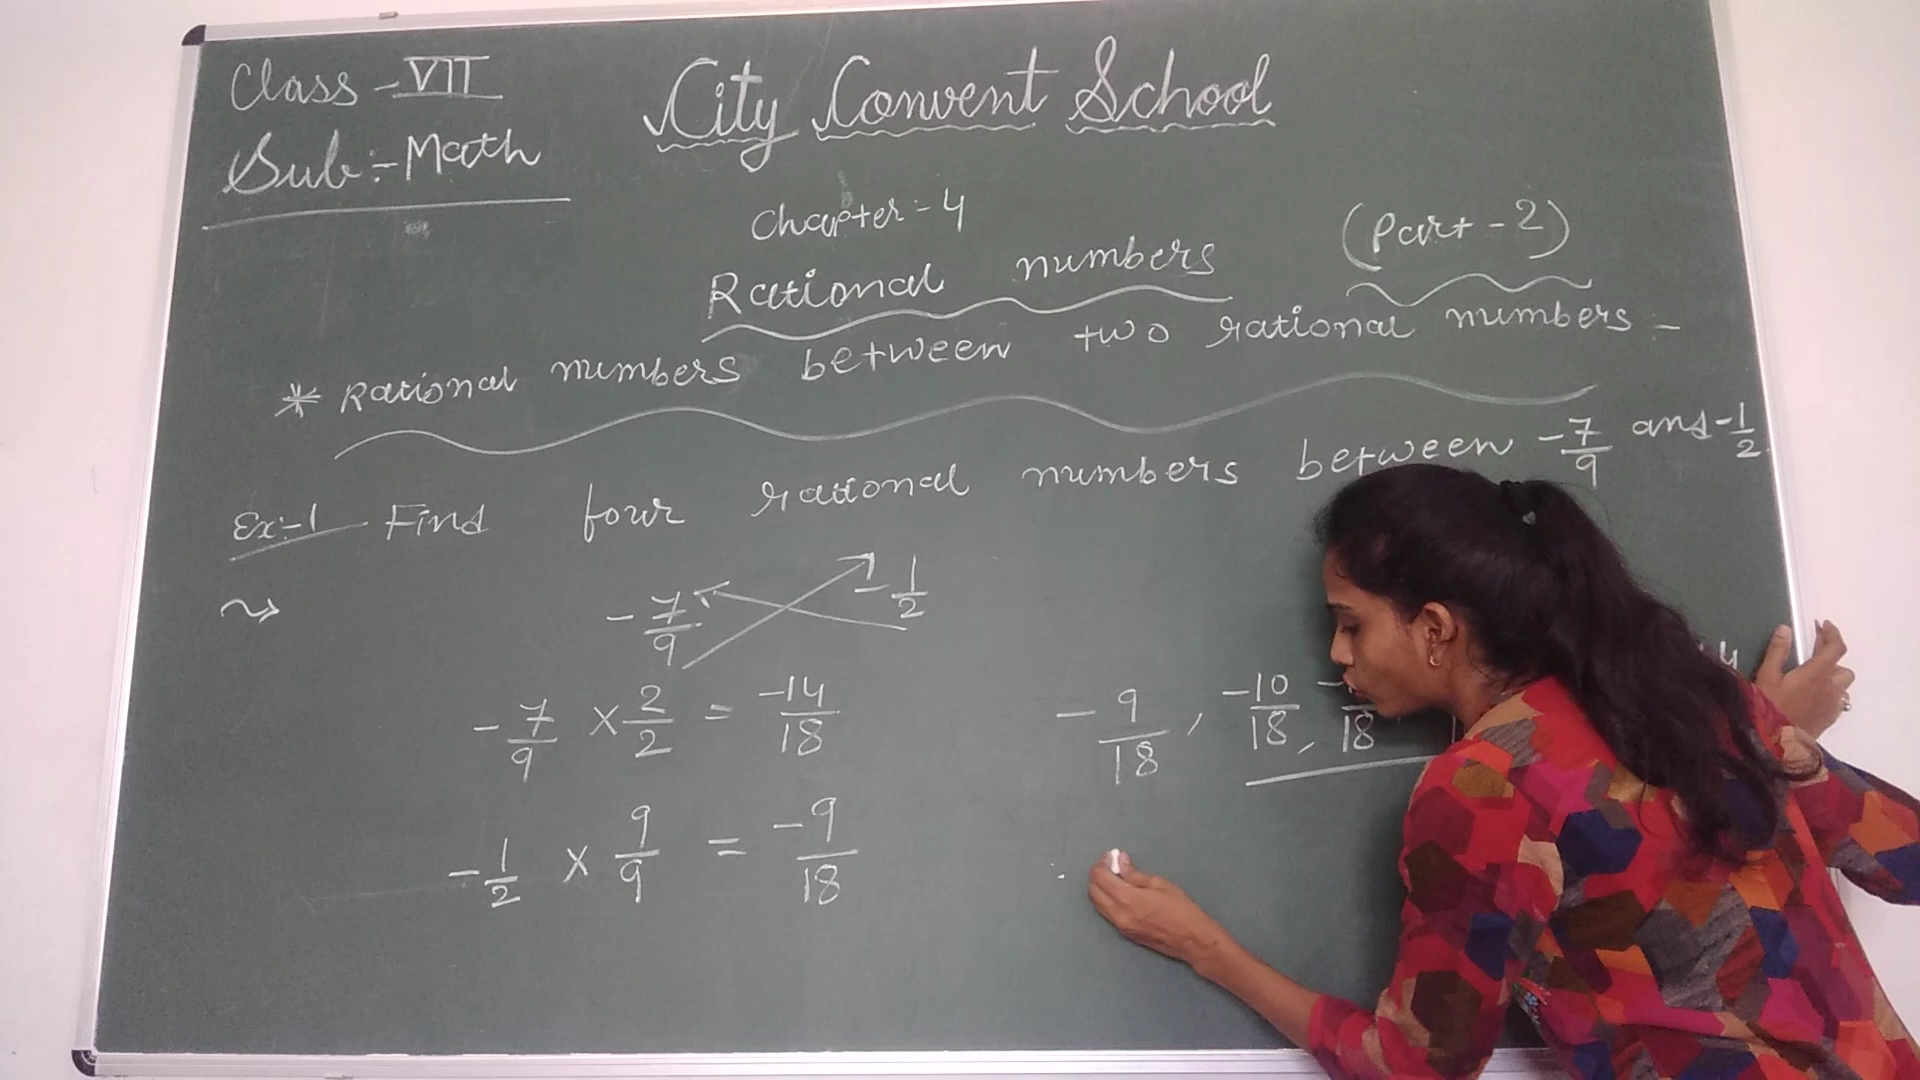 Class - VII
Sub :- Math
City Convent School
Chapter - 4
Rational numbers
(Part - 2)
* Rational numbers between two rational numbers -
Ex:-1 Find four rational numbers between -7/9 and -1/2
-7/9 -1/2
-7/9 × 2/2 = -14/18
-1/2 × 9/9 = -9/18
-9/18, -10/18,